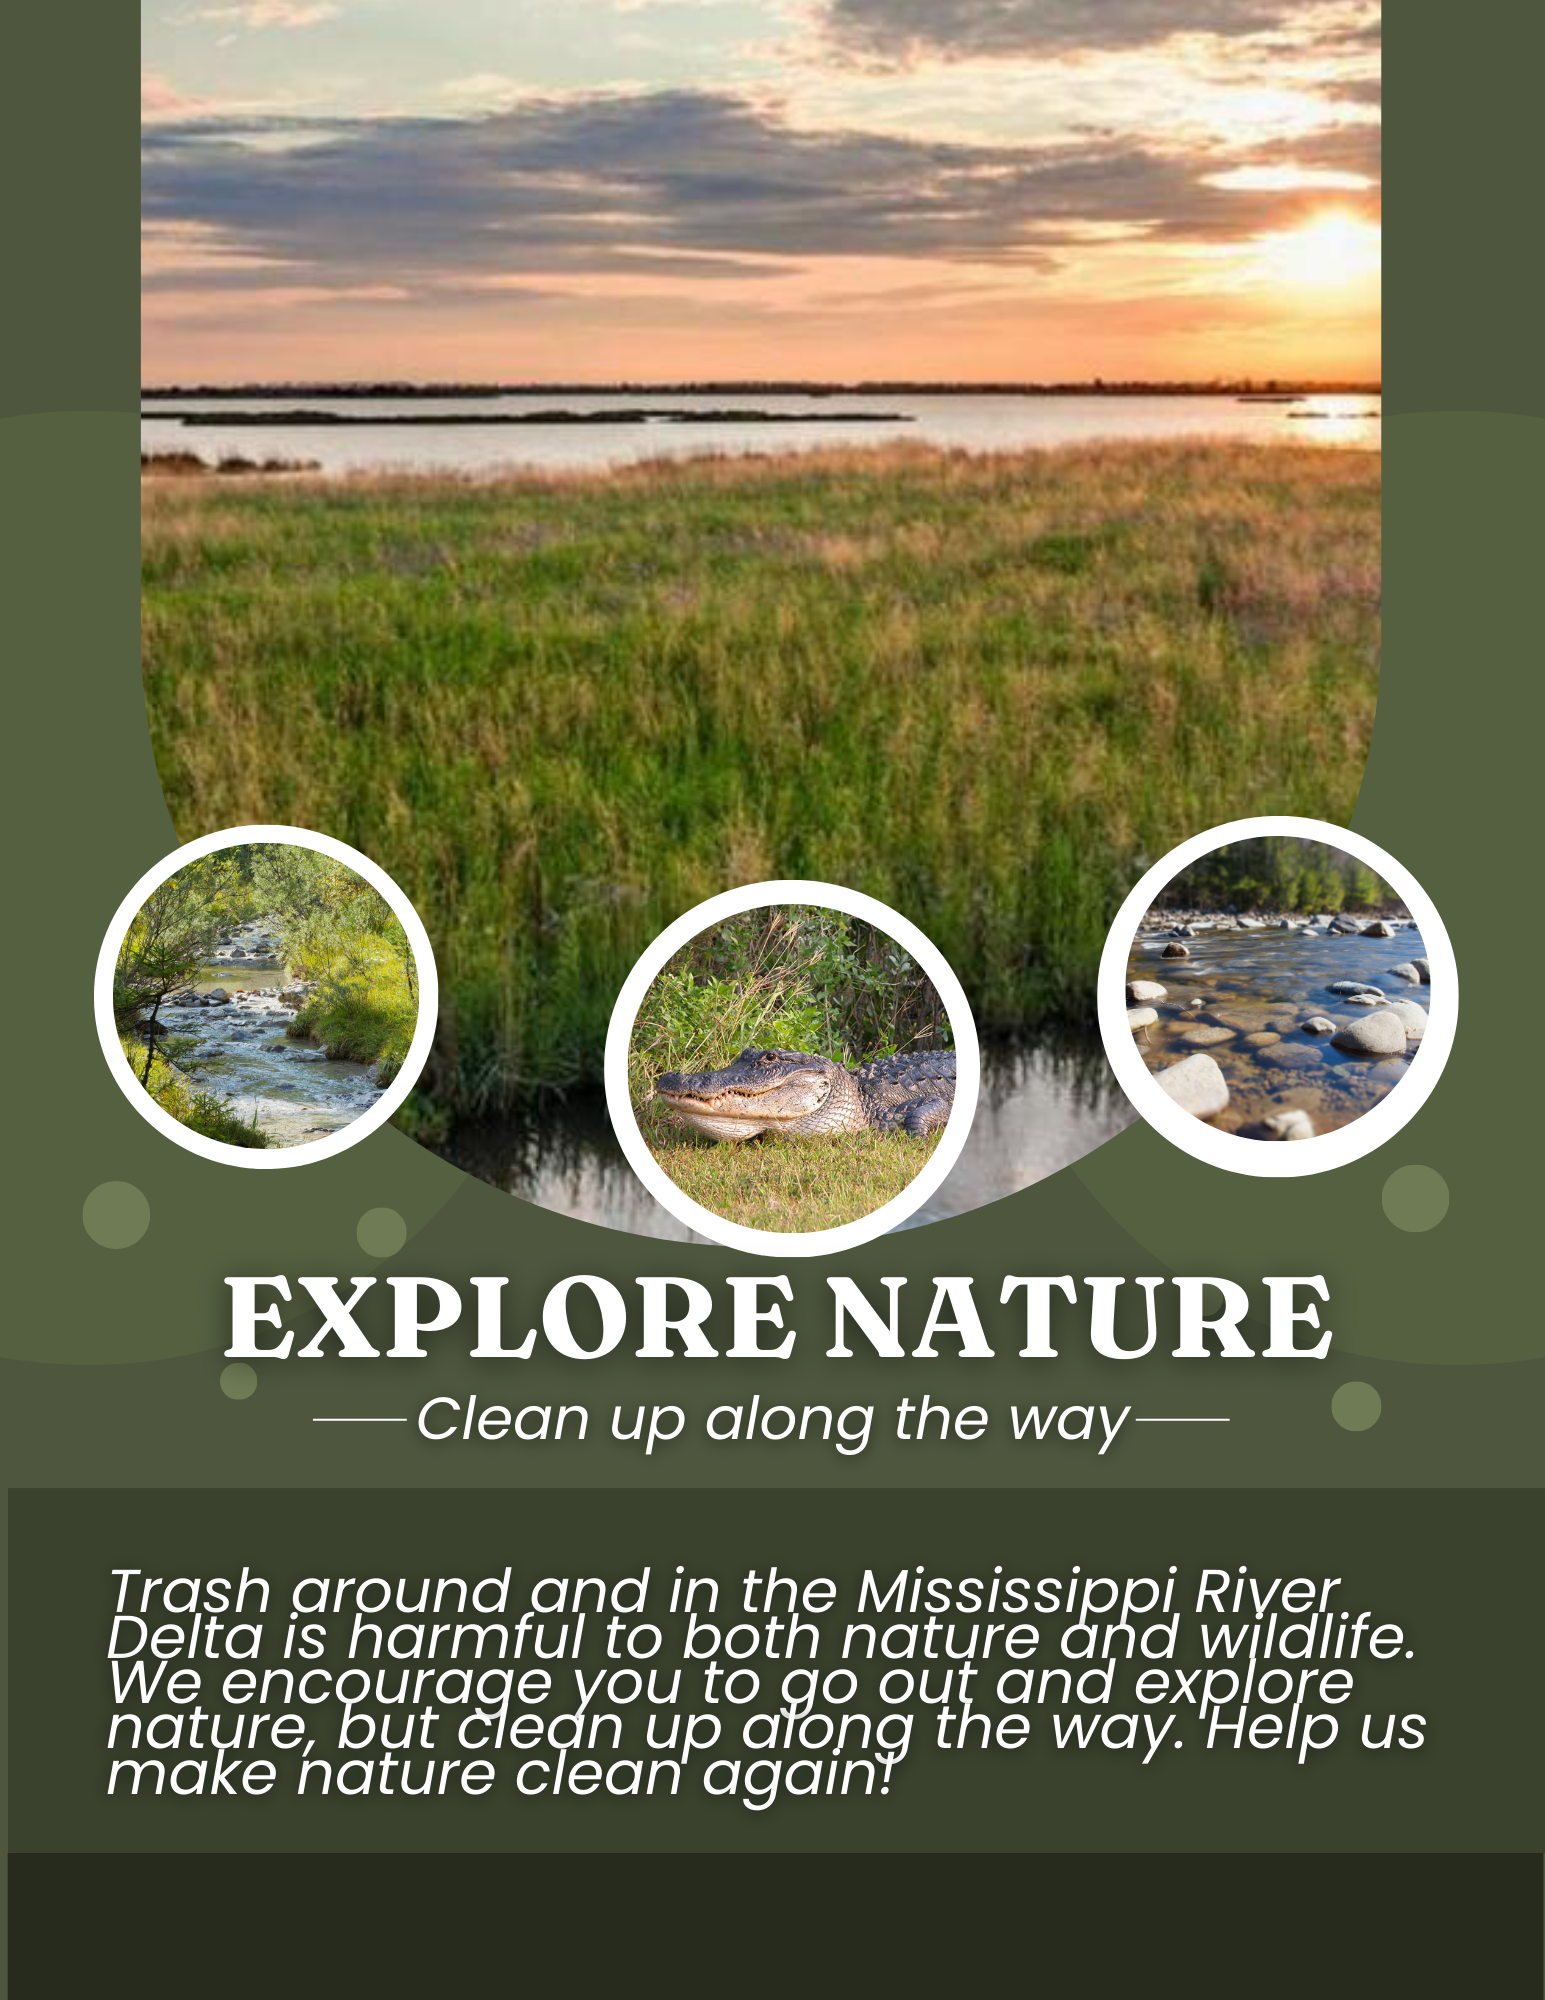 EXPLORE NATURE
Clean up along the way
Trash around and in the Mississippi River
Delta is harmful to both nature and wildlife.
We encourage you to go out and explore
nature, but clean up along the way. Help us
make nature clean again!